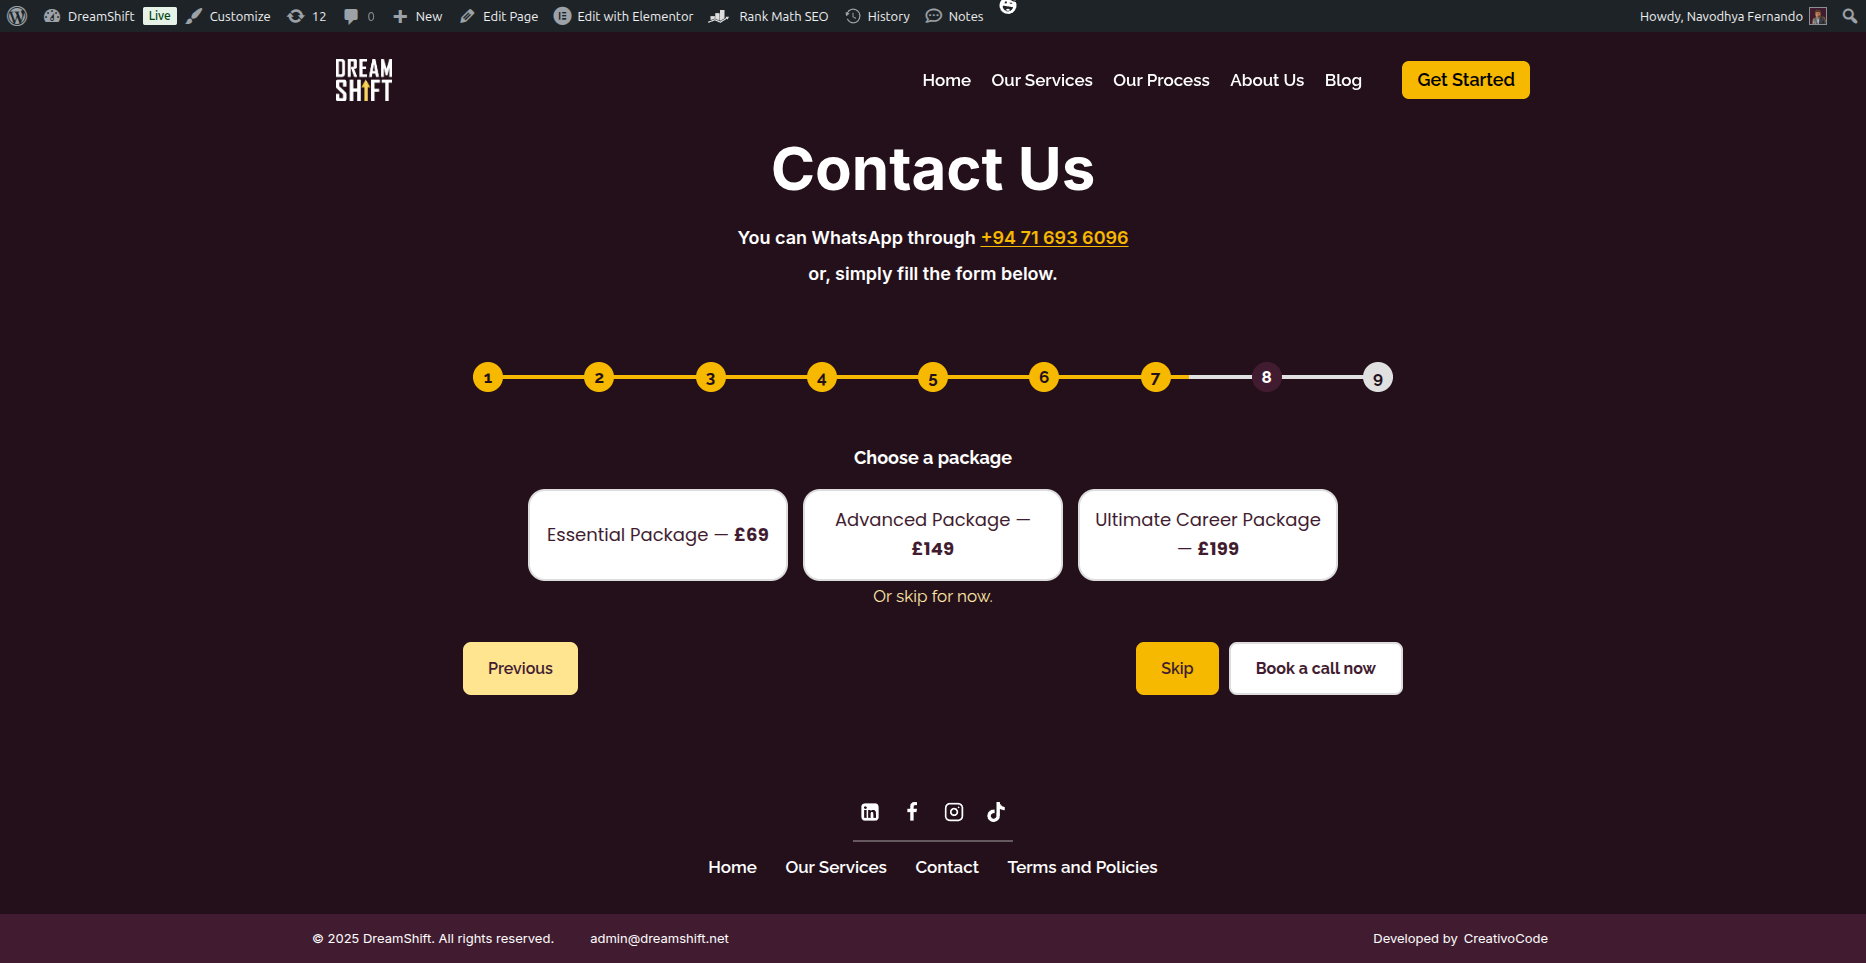 DreamShift Live Customize 12 0 New Edit Page Edit with Elementor Rank Math SEO History Notes Howdy, Navodhya Fernando
DREAM
SHIFT
Home Our Services Our Process About Us Blog Get Started
Contact Us
You can WhatsApp through +94 71 693 6096
or, simply fill the form below.
1 2 3 4 5 6 7 8 9
Choose a package
Essential Package — £69
Advanced Package —
£149
Ultimate Career Package
— £199
Or skip for now.
Previous Skip Book a call now
Home Our Services Contact Terms and Policies
© 2025 DreamShift. All rights reserved. admin@dreamshift.net Developed by CreativoCode